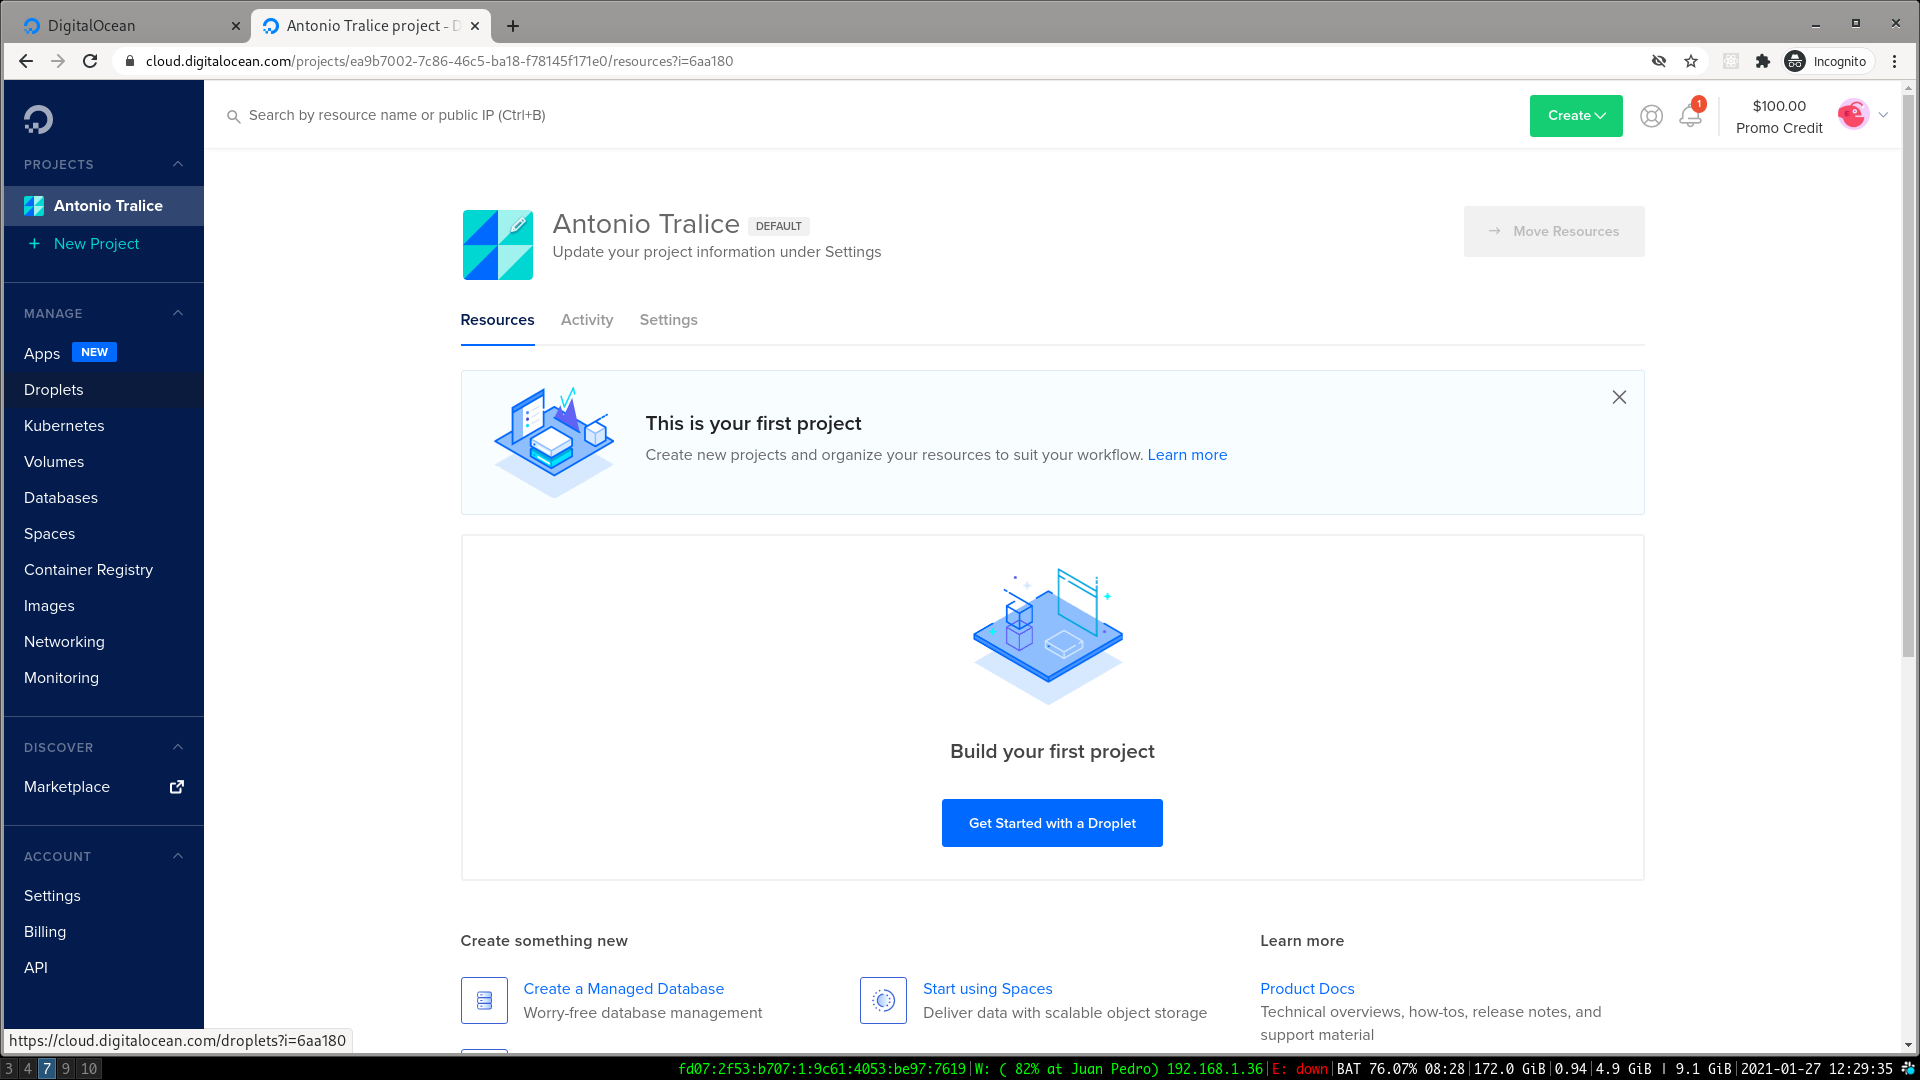 DigitalOcean
Antonio Tralice project - D
cloud.digitalocean.com/projects/ea9b7002-7c86-46c5-ba18-f78145f171e0/resources?i=6aa180
Incognito
Search by resource name or public IP (Ctrl+B)
Create
1
$100.00
Promo Credit
PROJECTS
Antonio Tralice
New Project
MANAGE
Apps NEW
Droplets
Kubernetes
Volumes
Databases
Spaces
Container Registry
Images
Networking
Monitoring
DISCOVER
Marketplace
ACCOUNT
Settings
Billing
API
Antonio Tralice DEFAULT
Update your project information under Settings
Move Resources
Resources Activity Settings
This is your first project
Create new projects and organize your resources to suit your workflow. Learn more
Build your first project
Get Started with a Droplet
Create something new
Create a Managed Database
Worry-free database management
Start using Spaces
Deliver data with scalable object storage
Learn more
Product Docs
Technical overviews, how-tos, release notes, and
support material
https://cloud.digitalocean.com/droplets?i=6aa180
3 4 7 9 10
fd07:2f53:b707:1:9c61:4053:be97:7619|W: ( 82% at Juan Pedro) 192.168.1.36|E: down|BAT 76.07% 08:28|172.0 GiB|0.94|4.9 GiB | 9.1 GiB|2021-01-27 12:29:35